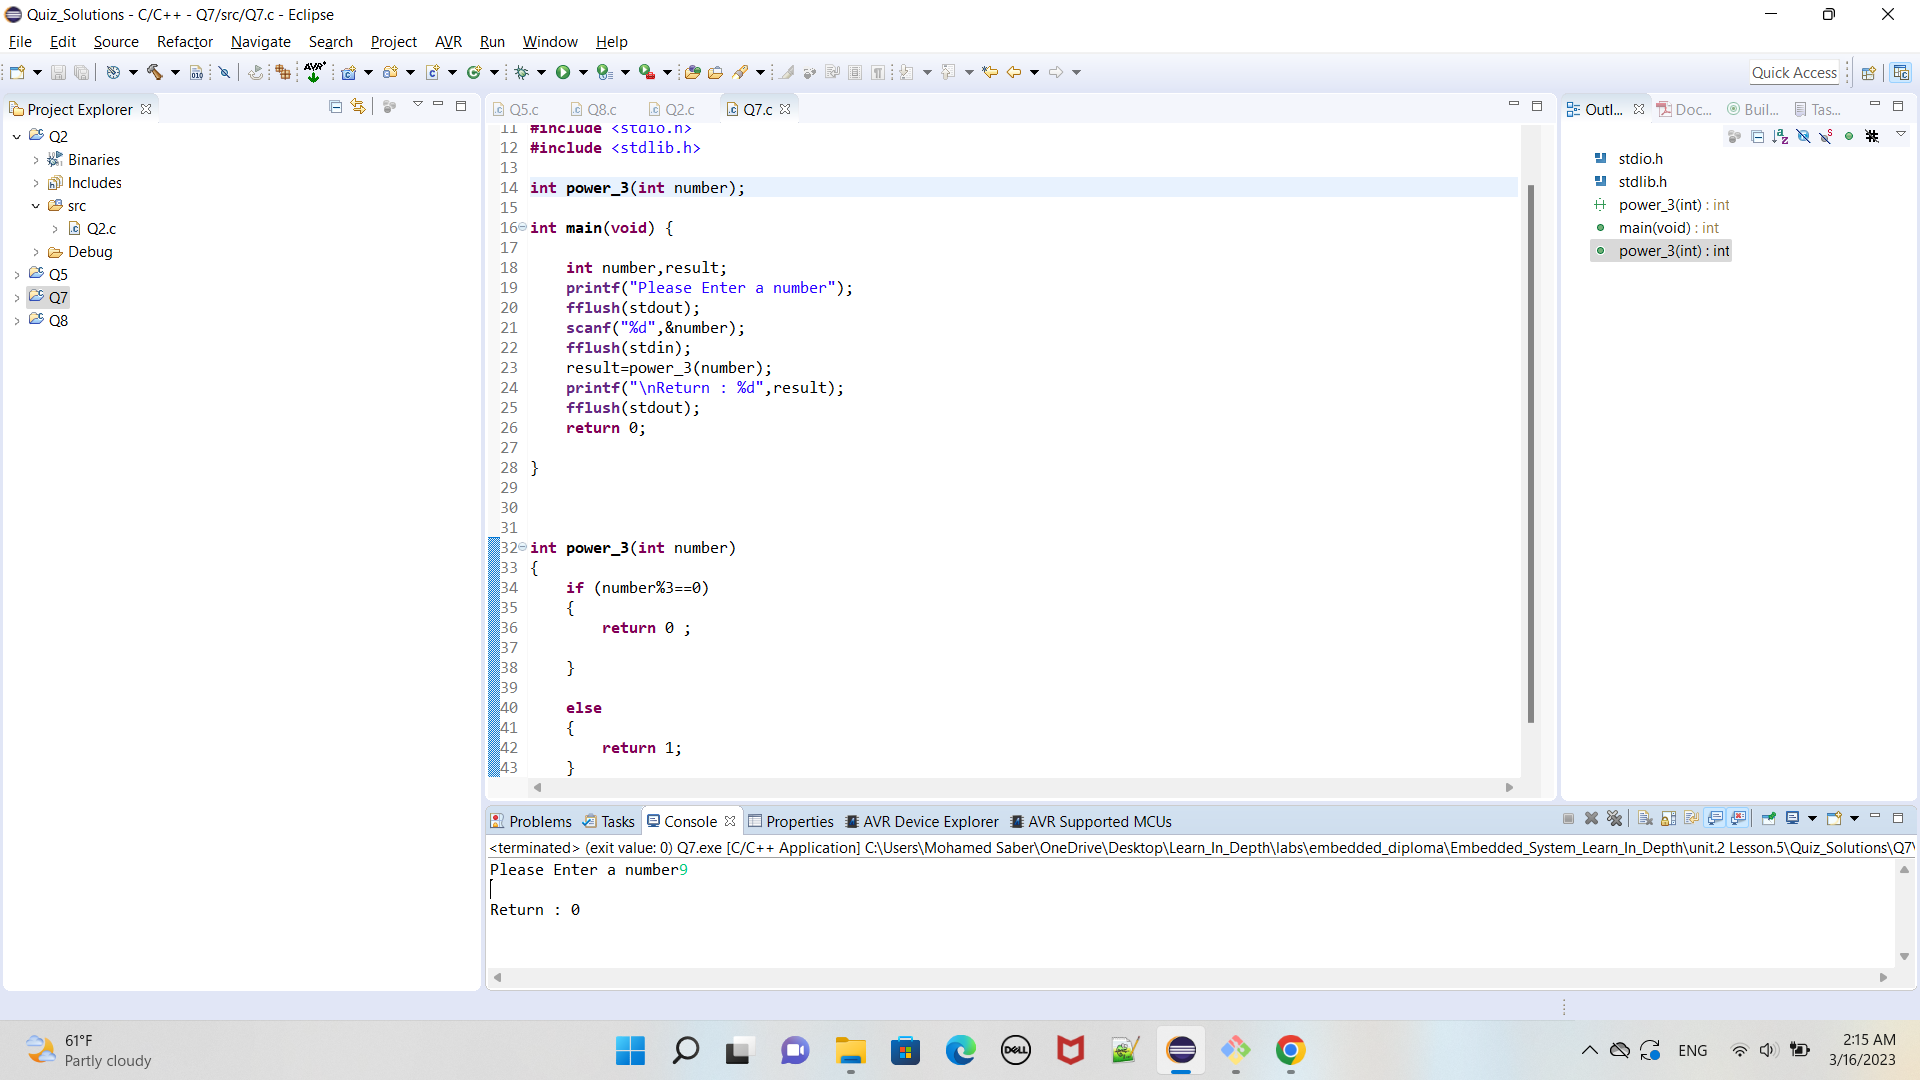 Quiz_Solutions - C/C++ - Q7/src/Q7.c - Eclipse
File Edit Source Refactor Navigate Search Project AVR Run Window Help
Quick Access
Project Explorer
Q2
Binaries
Includes
src
Q2.c
Debug
Q5
Q7
Q8
Q5.c Q8.c Q2.c Q7.c
11 #include <stdio.h>
12 #include <stdlib.h>
13
14 int power_3(int number);
15
16 int main(void) {
17
18 int number,result;
19 printf("Please Enter a number");
20 fflush(stdout);
21 scanf("%d",&number);
22 fflush(stdin);
23 result=power_3(number);
24 printf("\nReturn : %d",result);
25 fflush(stdout);
26 return 0;
27
28 }
29
30
31
32 int power_3(int number)
33 {
34 if (number%3==0)
35 {
36 return 0 ;
37
38 }
39
40 else
41 {
42 return 1;
43 }
Outl... Doc... Buil... Tas...
stdio.h
stdlib.h
power_3(int) : int
main(void) : int
power_3(int) : int
Problems Tasks Console Properties AVR Device Explorer AVR Supported MCUs
<terminated> (exit value: 0) Q7.exe [C/C++ Application] C:\Users\Mohamed Saber\OneDrive\Desktop\Learn_In_Depth\labs\embedded_diploma\Embedded_System_Learn_In_Depth\unit.2 Lesson.5\Quiz_Solutions\Q7\
Please Enter a number9
Return : 0
61°F
Partly cloudy
DELL
ENG
2:15 AM
3/16/2023